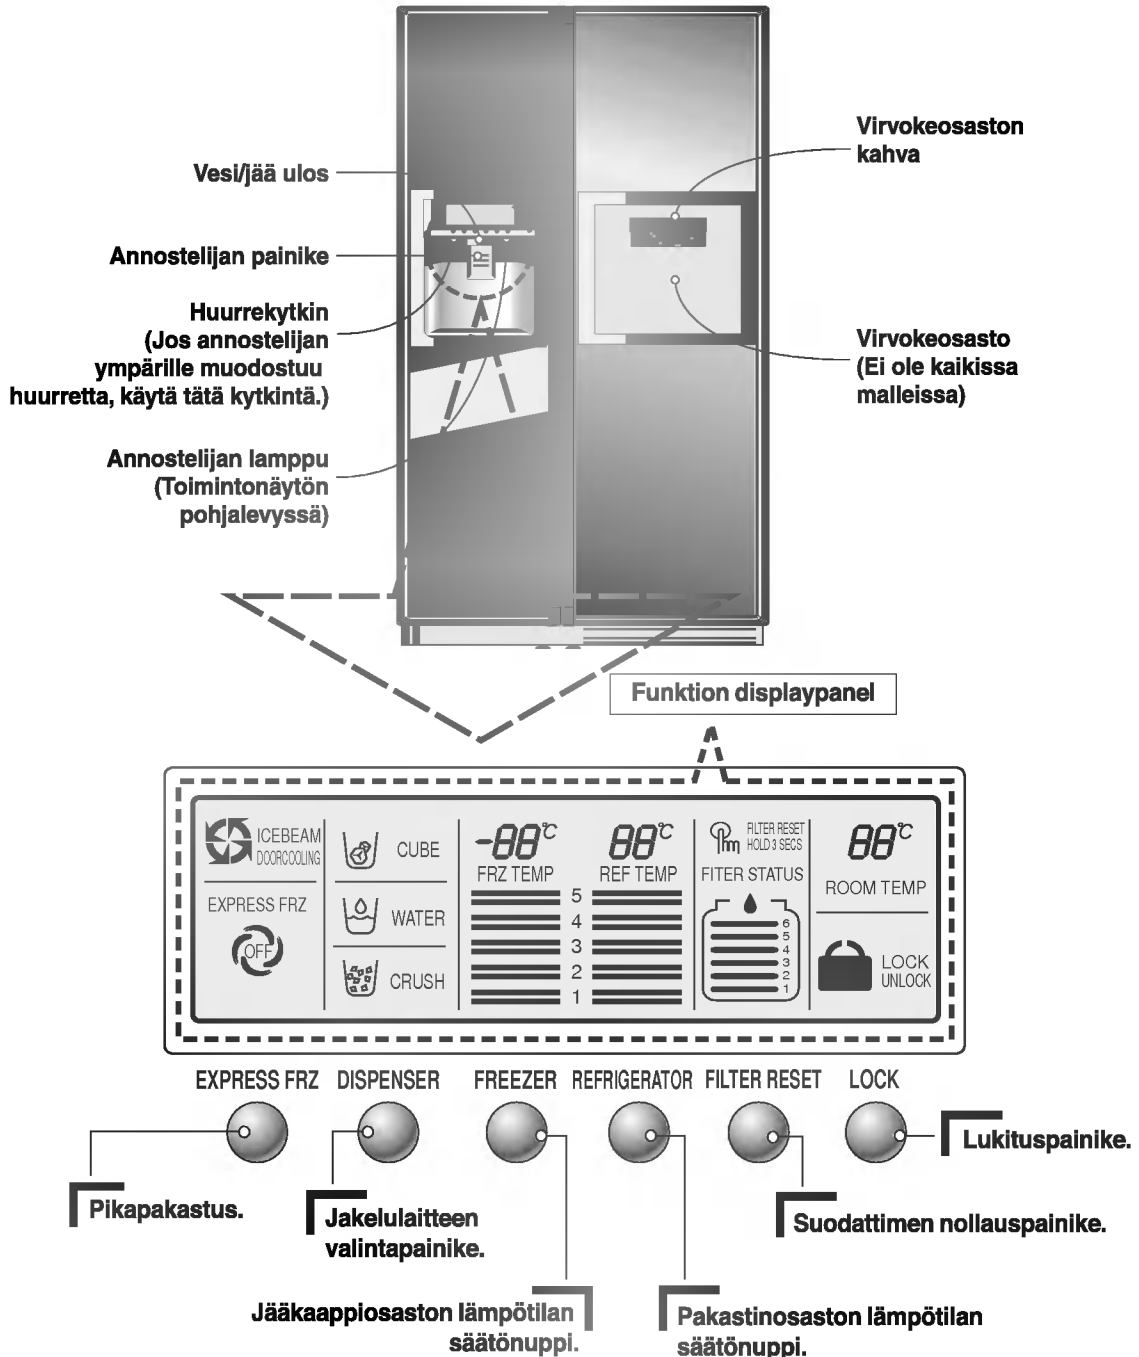 Vesi/jää ulos
Annostelijan painike
Huurrekytkin
(Jos annostelijan
ympärille muodostuu
huurretta, käytä tätä kytkintä.)
Annostelijan lamppu
(Toimintonäytön
pohjalevyssä)
Virvokeosaston
kahva
Virvokeosasto
(Ei ole kaikissa
malleissa)
Funktion displaypanel
ICEBEAM
DOORCOOLING
EXPRESS FRZ
OFF
CUBE
WATER
CRUSH
-88°C
FRZ TEMP
88°C
REF TEMP
5
4
3
2
1
FILTER RESET
HOLD 3 SECS
FITER STATUS
6
5
4
3
2
1
88°C
ROOM TEMP
LOCK
UNLOCK
EXPRESS FRZ DISPENSER FREEZER REFRIGERATOR FILTER RESET LOCK
Lukituspainike.
Pikapakastus.
Jakelulaitteen
valintapainike.
Suodattimen nollauspainike.
Jääkaappiosaston lämpötilan
säätönuppi.
Pakastinosaston lämpötilan
säätönuppi.